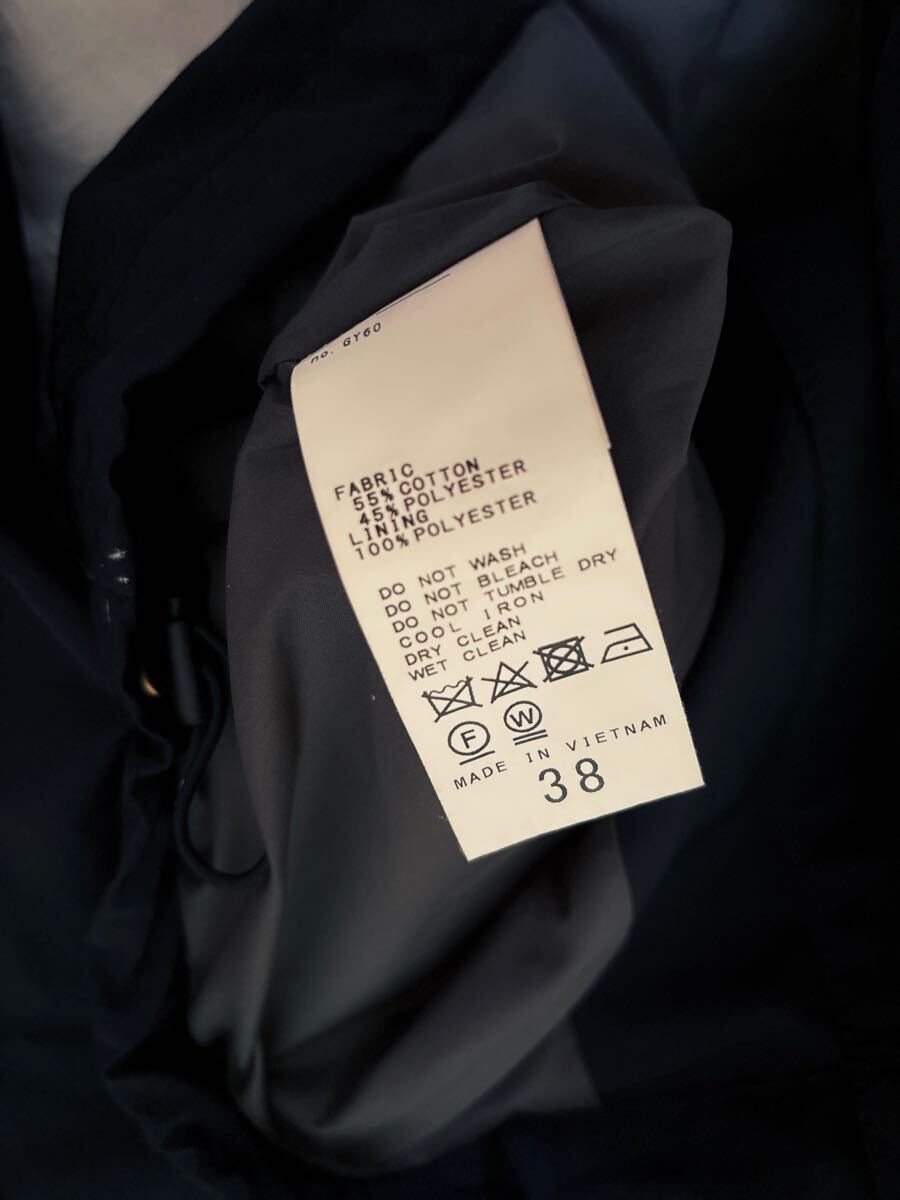 no. GY60
FABRIC
55% COTTON
45% POLYESTER
LINING
100% POLYESTER
DO NOT WASH
DO NOT BLEACH
DO NOT TUMBLE DRY
COOL IRON
DRY CLEAN
WET CLEAN
F W
MADE IN VIETNAM
38